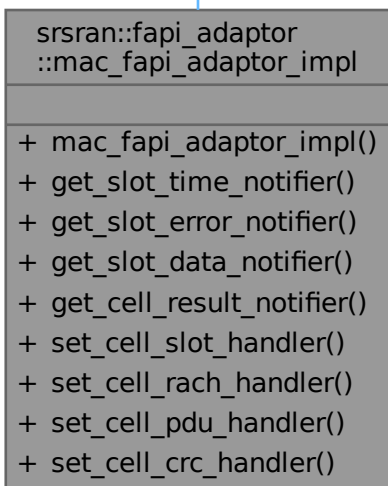 srsran::fapi_adaptor
::mac_fapi_adaptor_impl
+ mac_fapi_adaptor_impl()
+ get_slot_time_notifier()
+ get_slot_error_notifier()
+ get_slot_data_notifier()
+ get_cell_result_notifier()
+ set_cell_slot_handler()
+ set_cell_rach_handler()
+ set_cell_pdu_handler()
+ set_cell_crc_handler()